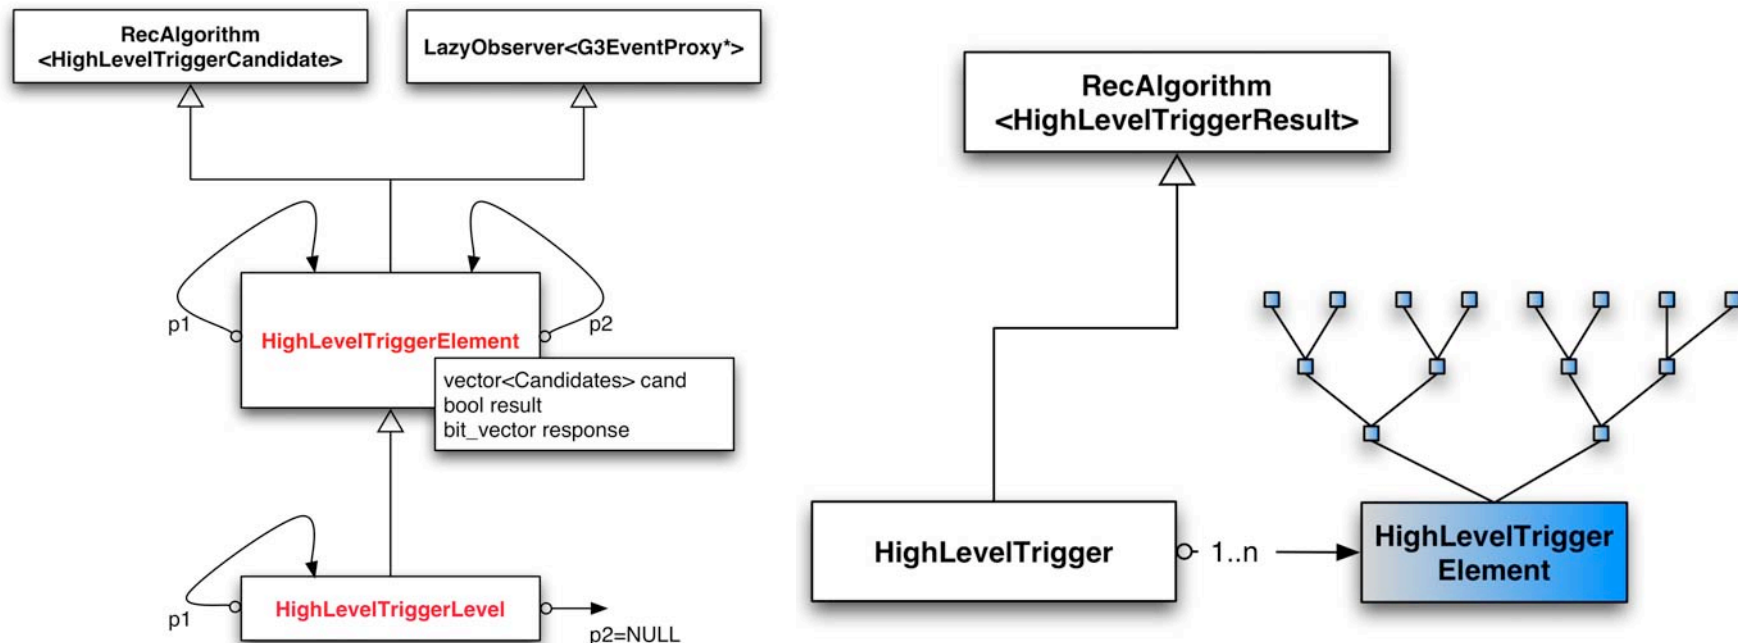 RecAlgorithm
<HighLevelTriggerCandidate>
LazyObserver<G3EventProxy*>
p1
p2
HighLevelTriggerElement
vector<Candidates> cand
bool result
bit_vector response
p1
HighLevelTriggerLevel
p2=NULL
RecAlgorithm
<HighLevelTriggerResult>
HighLevelTrigger
1..n
HighLevelTrigger
Element